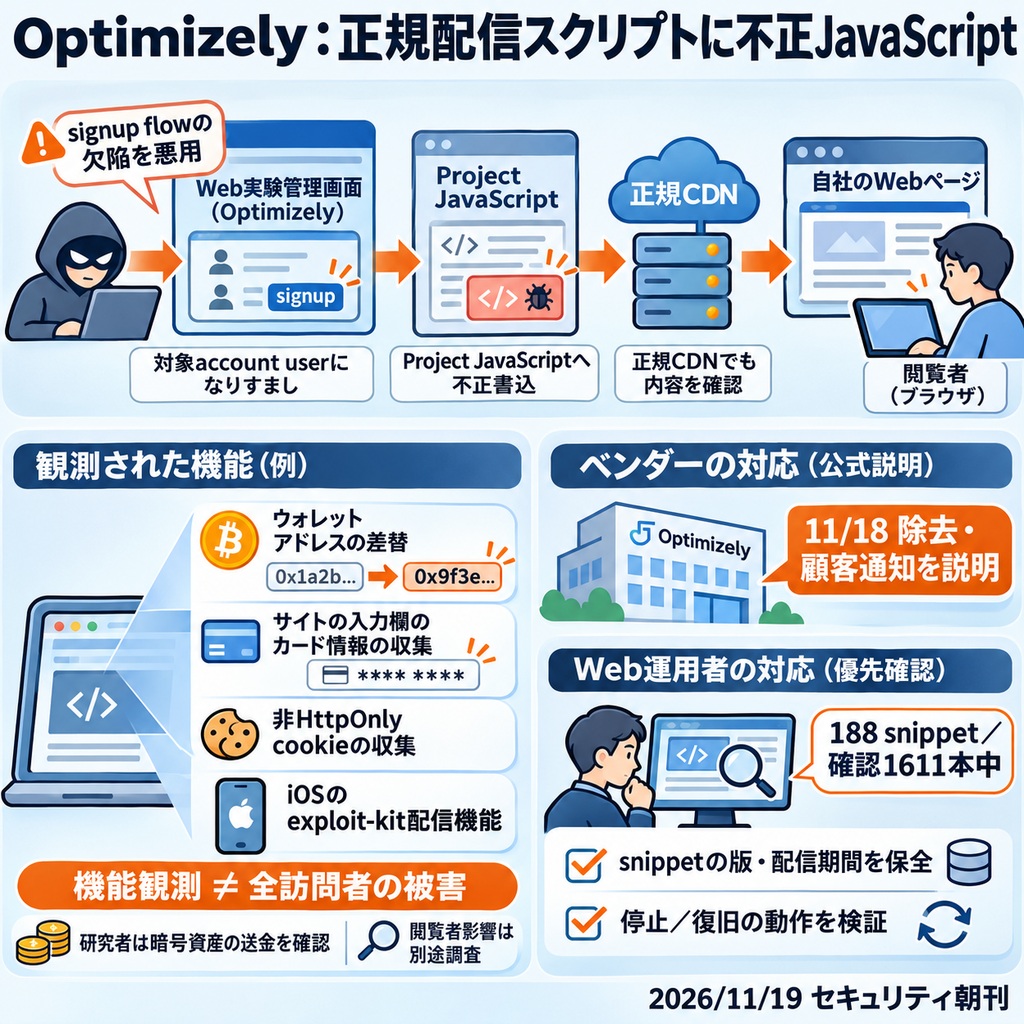 Optimizely：正規配信スクリプトに不正JavaScript
signup flowの
欠陥を悪用
Web実験管理画面
（Optimizely）
signup
対象account userに
なりすまし
Project
JavaScript
</>
</>
Project JavaScriptへ
不正書込
正規CDN
正規CDNでも
内容を確認
自社のWebページ
閲覧者
（ブラウザ）
観測された機能（例）
</>
ウォレット
アドレスの差替
0x1a2b...
0x9f3e...
サイトの入力欄の
カード情報の収集
**** ****
非HttpOnly
cookieの収集
iOSの
exploit-kit配信機能
機能観測 ≠ 全訪問者の被害
研究者は暗号資産の送金を確認
閲覧者影響は
別途調査
ベンダーの対応（公式説明）
Optimizely
11/18 除去・
顧客通知を説明
Web運用者の対応（優先確認）
</>
188 snippet／
確認1611本中
snippetの版・配信期間を保全
停止／復旧の動作を検証
2026/11/19 セキュリティ朝刊